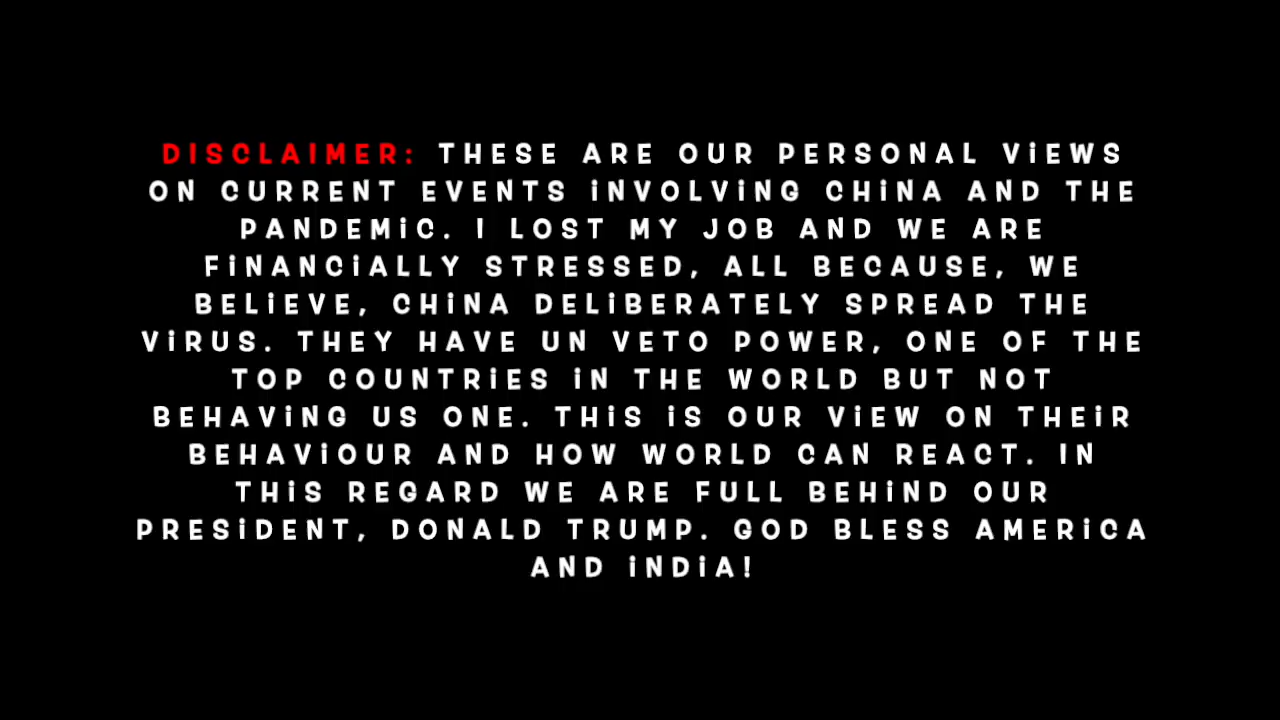 DISCLAIMER: THESE ARE OUR PERSONAL ViEWS
ON CURRENT EVENTS iNVOLViNG CHiNA AND THE
PANDEMiC. I LOST MY JOB AND WE ARE
FiNANCiALLY STRESSED, ALL BECAUSE, WE
BELiEVE, CHiNA DELiBERATELY SPREAD THE
ViRUS. THEY HAVE UN VETO POWER, ONE OF THE
TOP COUNTRiES iN THE WORLD BUT NOT
BEHAViNG US ONE. THiS iS OUR ViEW ON THEiR
BEHAViOUR AND HOW WORLD CAN REACT. IN
THiS REGARD WE ARE FULL BEHiND OUR
PRESiDENT, DONALD TRUMP. GOD BLESS AMERiCA
AND iNDiA!